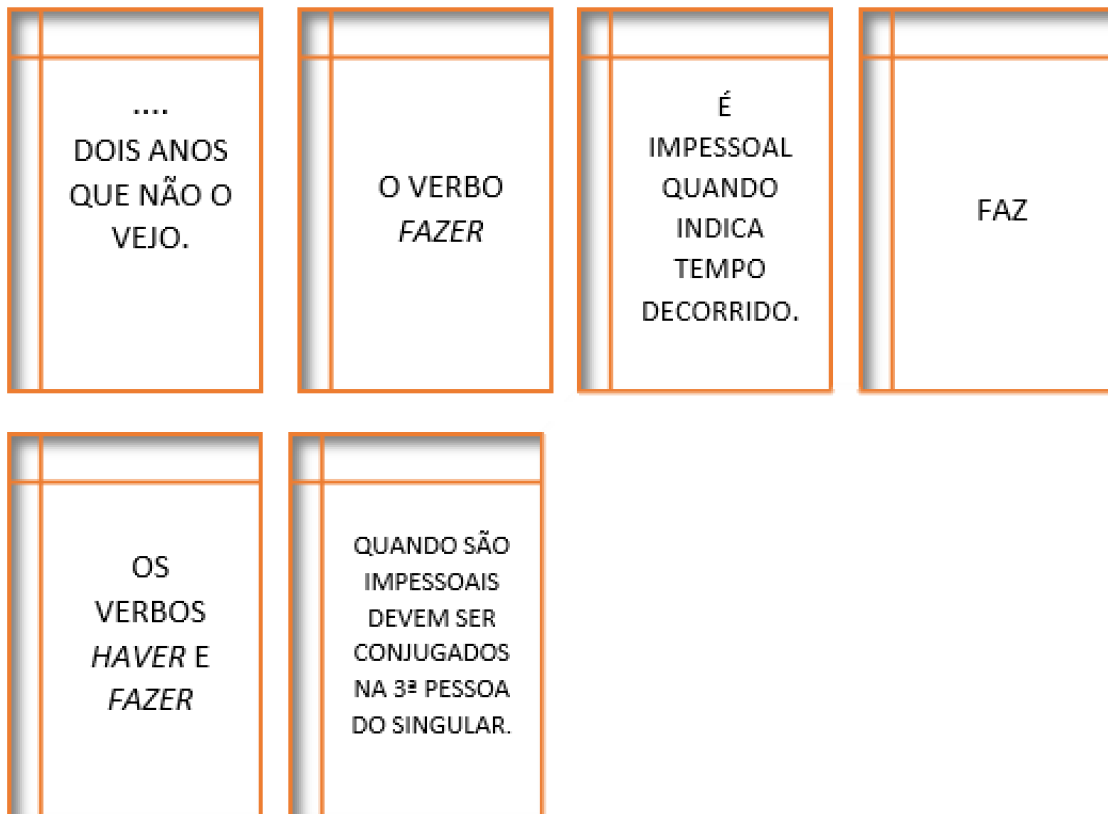 ....
DOIS ANOS
QUE NÃO O
VEJO.
O VERBO
FAZER
É
IMPESSOAL
QUANDO
INDICA
TEMPO
DECORRIDO.
FAZ
OS
VERBOS
HAVER E
FAZER
QUANDO SÃO
IMPESSOAIS
DEVEM SER
CONJUGADOS
NA 3ª PESSOA
DO SINGULAR.